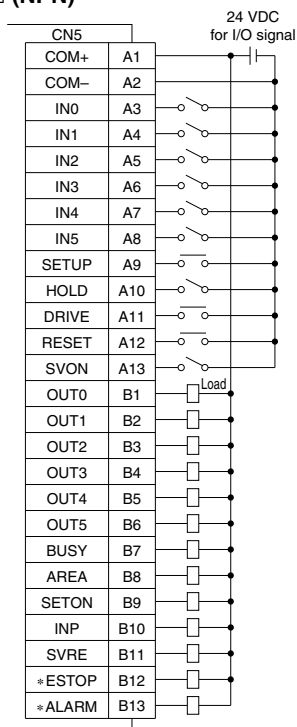 (NPN)
24 VDC
for I/O signal
CN5
COM+ A1
COM– A2
IN0 A3
IN1 A4
IN2 A5
IN3 A6
IN4 A7
IN5 A8
SETUP A9
HOLD A10
DRIVE A11
RESET A12
SVON A13
OUT0 B1 Load
OUT1 B2
OUT2 B3
OUT3 B4
OUT4 B5
OUT5 B6
BUSY B7
AREA B8
SETON B9
INP B10
SVRE B11
∗ESTOP B12
∗ALARM B13